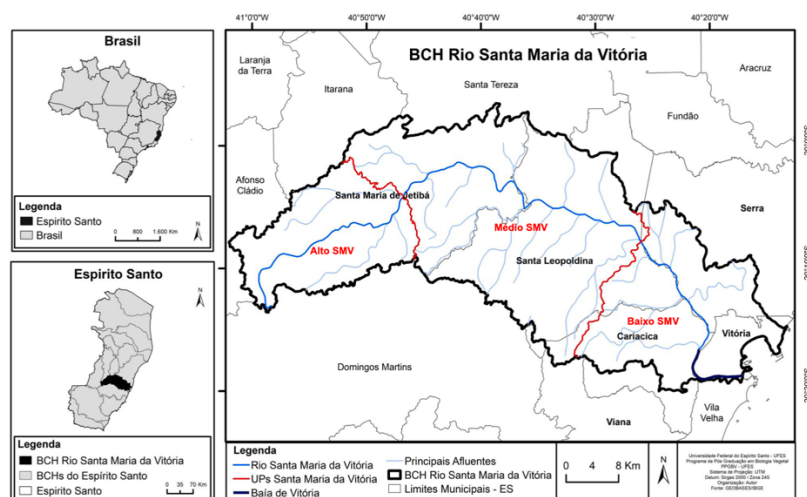 Brasil
Legenda
Espirito Santo
Brasil
0 800 1.600 Km
N
Espirito Santo
N
Legenda
BCH Rio Santa Maria da Vitória
BCHs do Espírito Santo
Espirito Santo
0 35 70 Km
41°0'0"W 40°50'0"W 40°40'0"W 40°30'0"W 40°20'0"W
BCH Rio Santa Maria da Vitória
Laranja
da Terra
Itarana
Santa Tereza
Aracruz
Fundão
Afonso
Cládio
Santa Maria de Jetibá
Serra
Alto SMV
Médio SMV
Santa Leopoldina
Baixo SMV
Cariacica
Vitória
Domingos Martins
Viana
Vila
Velha
Legenda
Rio Santa Maria da Vitória
UPs Santa Maria da Vitória
Baía de Vitória
Principais Afluentes
BCH Rio Santa Maria da Vitória
Limites Municipais - ES
0 4 8 Km
N
Universidade Federal do Espírito Santo - UFES
Programa de Pós Graduação em Biologia Vegetal
PPGBV - UFES
Sistema de Projeção: UTM
Datum: Sirgas 2000 / Zona 24S
Organização: Autor
Fonte: GEOBASES/IBGE